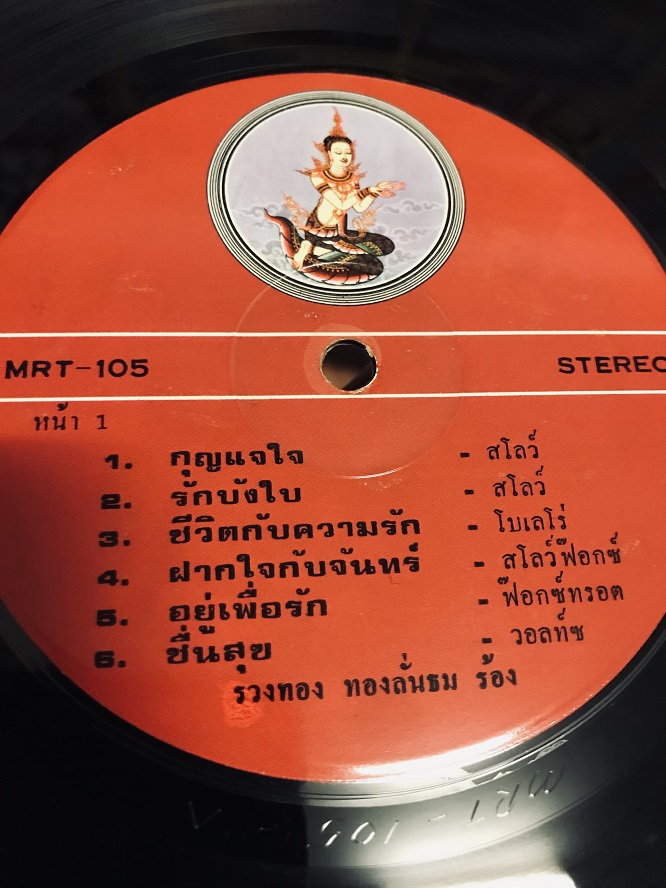 MRT-105 STEREO
หน้า 1
1. กุญแจใจ - สโลว์
2. รักบังใบ - สโลว์
3. ชีวิตกับความรัก - โบเลโร่
4. ฝากใจกับจันทร์ - สโลว์ฟ๊อกซ์
5. อยู่เพื่อรัก - ฟ๊อกซ์ทรอต
6. ชื่นสุข - วอลท์ซ
รวงทอง ทองลั่นธม ร้อง
MRT-105